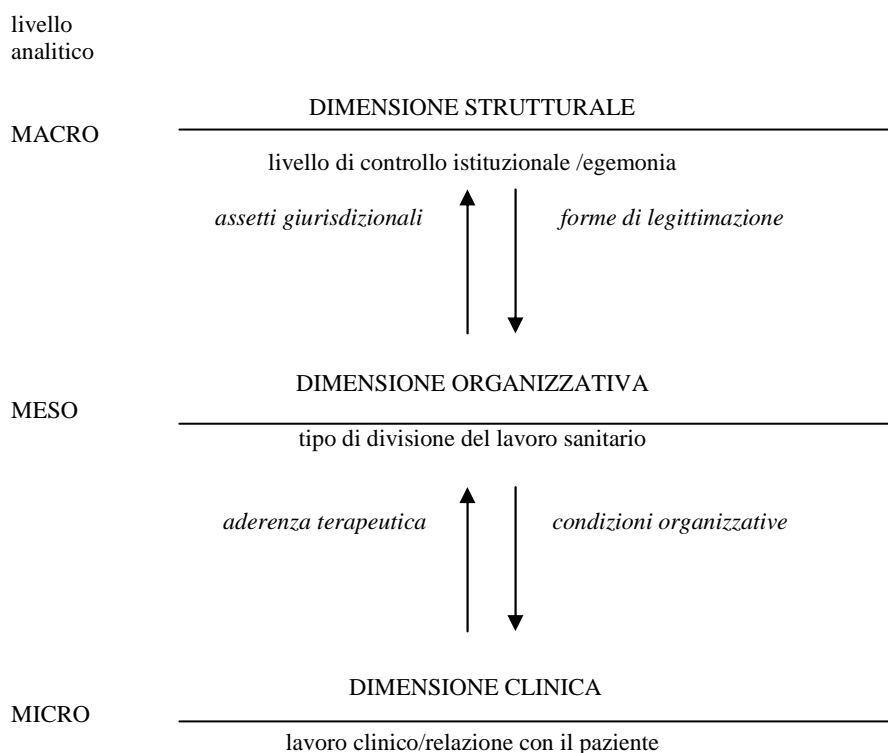 livello
analitico
DIMENSIONE STRUTTURALE
MACRO
livello di controllo istituzionale /egemonia
assetti giurisdizionali forme di legittimazione
DIMENSIONE ORGANIZZATIVA
MESO
tipo di divisione del lavoro sanitario
aderenza terapeutica condizioni organizzative
DIMENSIONE CLINICA
MICRO
lavoro clinico/relazione con il paziente